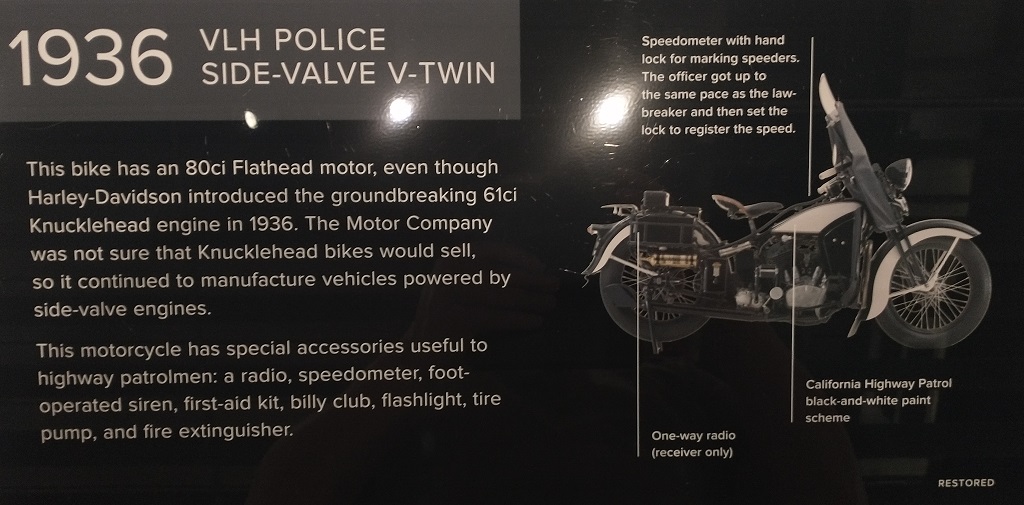 1936
VLH POLICE
SIDE-VALVE V-TWIN
This bike has an 80ci Flathead motor, even though
Harley-Davidson introduced the groundbreaking 61ci
Knucklehead engine in 1936. The Motor Company
was not sure that Knucklehead bikes would sell,
so it continued to manufacture vehicles powered by
side-valve engines.
This motorcycle has special accessories useful to
highway patrolmen: a radio, speedometer, foot-
operated siren, first-aid kit, billy club, flashlight, tire
pump, and fire extinguisher.
Speedometer with hand
lock for marking speeders.
The officer got up to
the same pace as the law-
breaker and then set the
lock to register the speed.
California Highway Patrol
black-and-white paint
scheme
One-way radio
(receiver only)
RESTORED